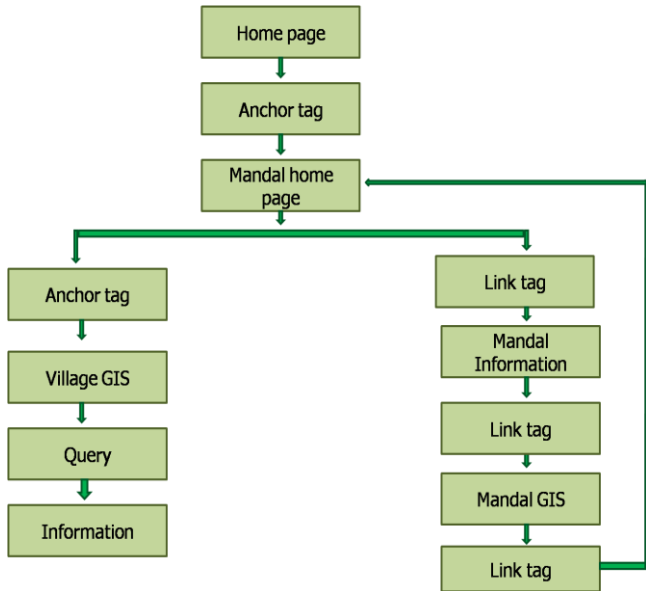 Home page
Anchor tag
Mandal home
page
Anchor tag
Village GIS
Query
Information
Link tag
Mandal
Information
Link tag
Mandal GIS
Link tag